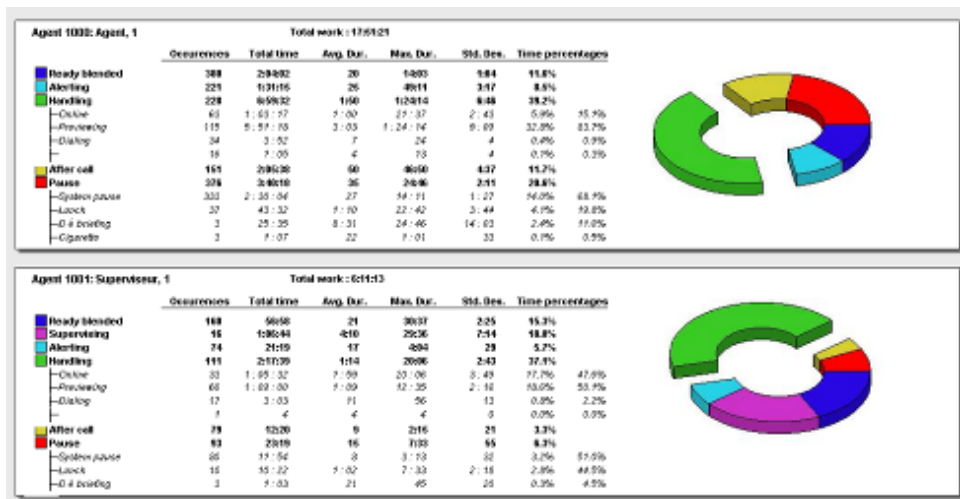 Agent 1000: Agent, 1 Total work : 17:51:21
Occurences Total time Avg. Dur. Max. Dur. Std. Dev. Time percentages
Ready blended 380 2:04:02 20 14:03 1:04 11.6%
Alerting 221 1:31:16 25 49:11 3:17 8.5%
Handling 228 6:59:32 1:50 1:24:14 6:46 39.2%
Online 63 1:03:17 1:00 21:37 2:43 5.9% 15.1%
Previewing 115 5:51:18 3:03 1:24:14 9:09 32.8% 83.7%
Dialing 34 3:52 7 24 4 0.4% 0.9%
16 1:05 4 13 4 0.1% 0.3%
After call 151 2:05:38 50 46:50 4:37 11.7%
Pause 376 3:40:18 35 24:46 2:11 20.6%
System pause 333 2:30:04 27 14:11 1:27 14.0% 68.1%
Lunch 37 43:32 1:10 22:42 3:44 4.1% 19.8%
Dé briefing 3 25:35 8:31 24:46 14:03 2.4% 11.6%
Cigarette 3 1:07 22 1:01 33 0.1% 0.5%
Agent 1001: Superviseur, 1 Total work : 6:11:13
Occurences Total time Avg. Dur. Max. Dur. Std. Dev. Time percentages
Ready blended 160 56:58 21 30:37 2:25 15.3%
Supervising 16 1:06:44 4:10 29:36 7:14 18.0%
Alerting 74 21:19 17 4:04 29 5.7%
Handling 111 2:17:39 1:14 20:06 2:43 37.1%
Online 33 1:05:32 1:59 20:06 3:49 17.7% 47.6%
Previewing 60 1:09:00 1:09 12:35 2:10 18.6% 50.1%
Dialing 17 3:03 11 56 13 0.8% 2.2%
1 4 4 4 0 0.0% 0.0%
After call 79 12:20 9 2:16 21 3.3%
Pause 93 23:19 15 7:33 55 6.3%
System pause 85 11:54 8 3:13 32 3.2% 51.0%
Lunch 16 10:22 1:02 7:33 2:16 2.8% 44.5%
Dé briefing 3 1:03 21 45 20 0.3% 4.5%